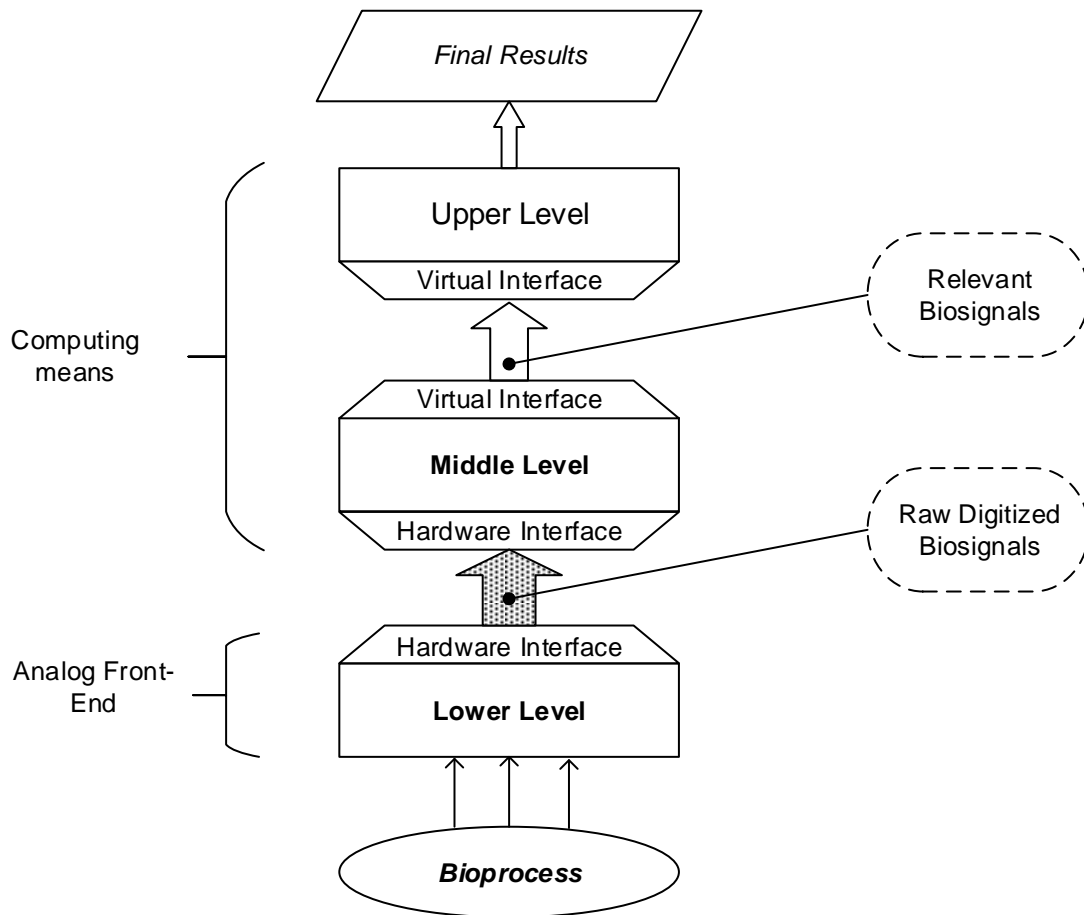 Final Results
Upper Level
Virtual Interface
Relevant
Biosignals
Computing
means
Virtual Interface
Middle Level
Hardware Interface
Raw Digitized
Biosignals
Hardware Interface
Analog Front-
End
Lower Level
Bioprocess